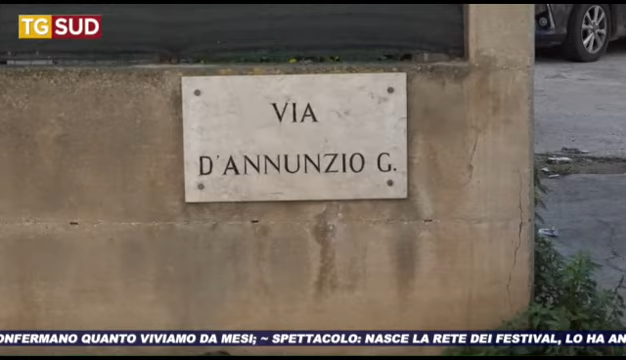 TG SUD
VIA
D'ANNUNZIO G.
ONFERMANO QUANTO VIVIAMO DA MESI; ~ SPETTACOLO: NASCE LA RETE DEI FESTIVAL, LO HA AN